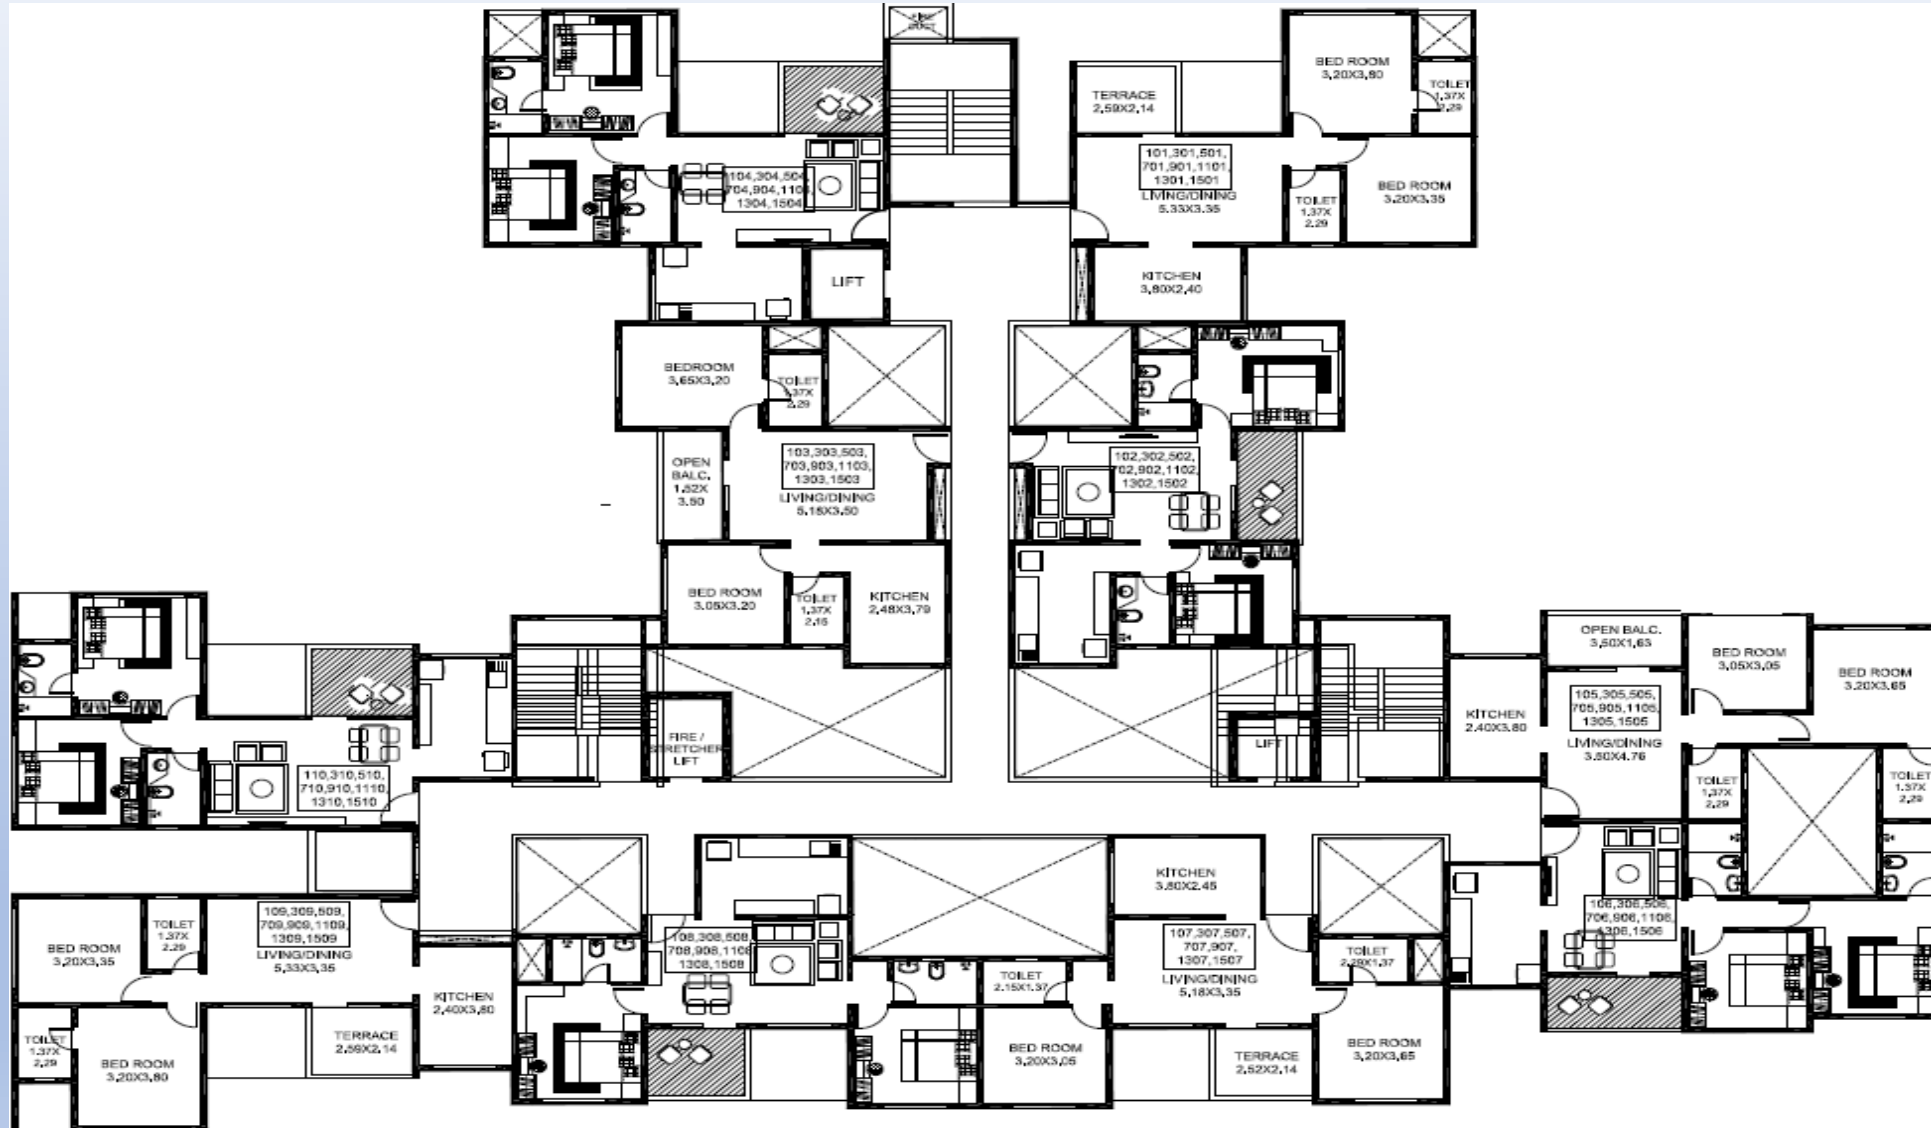 FIRE
DUCT
BED ROOM
3.20X3.80
TOILET
1.37X
2.29
TERRACE
2.59X2.14
101,301,501,
701,901,1101,
1301,1501
LIVING/DINING
5.33X3.35
TOILET
1.37X
2.29
BED ROOM
3.20X3.35
KITCHEN
3.80X2.40
104,304,504,
704,904,1104,
1304,1504
LIFT
BEDROOM
3.65X3.20
TOILET
1.37X
2.29
OPEN
BALC.
1.52X
3.50
103,303,503,
703,903,1103,
1303,1503
LIVING/DINING
5.18X3.50
102,302,502,
702,902,1102,
1302,1502
BED ROOM
3.05X3.20
TOILET
1.37X
2.15
KITCHEN
2.48X3.79
FIRE /
STRETCHER
LIFT
LIFT
110,310,510,
710,910,1110,
1310,1510
OPEN BALC.
3.50X1.63
BED ROOM
3.05X3.05
BED ROOM
3.20X3.65
105,305,505,
705,905,1105,
1305,1505
LIVING/DINING
3.50X4.76
KITCHEN
2.40X3.80
TOILET
1.37X
2.29
TOILET
1.37X
2.29
106,306,506,
706,906,1106,
1306,1506
KITCHEN
3.80X2.45
107,307,507,
707,907,
1307,1507
LIVING/DINING
5.18X3.35
TOILET
2.29X1.37
BED ROOM
3.20X3.65
TERRACE
2.52X2.14
TOILET
2.15X1.37
BED ROOM
3.20X3.05
108,308,508,
708,908,1108,
1308,1508
109,309,509,
709,909,1109,
1309,1509
LIVING/DINING
5.33X3.35
TOILET
1.37X
2.29
BED ROOM
3.20X3.35
KITCHEN
2.40X3.80
TERRACE
2.59X2.14
TOILET
1.37X
2.29
BED ROOM
3.20X3.80